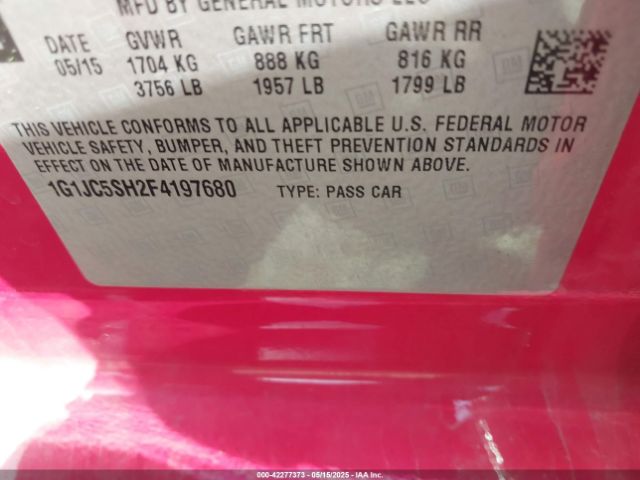 MFD BY GENERAL MOTORS LLC
DATE GVWR GAWR FRT GAWR RR
05/15 1704 KG 888 KG 816 KG
3756 LB 1957 LB 1799 LB
THIS VEHICLE CONFORMS TO ALL APPLICABLE U.S. FEDERAL MOTOR
VEHICLE SAFETY, BUMPER, AND THEFT PREVENTION STANDARDS IN
EFFECT ON THE DATE OF MANUFACTURE SHOWN ABOVE.
1G1JC5SH2F4197680 TYPE: PASS CAR
000-42277373 - 05/15/2025 - IAAI.COM